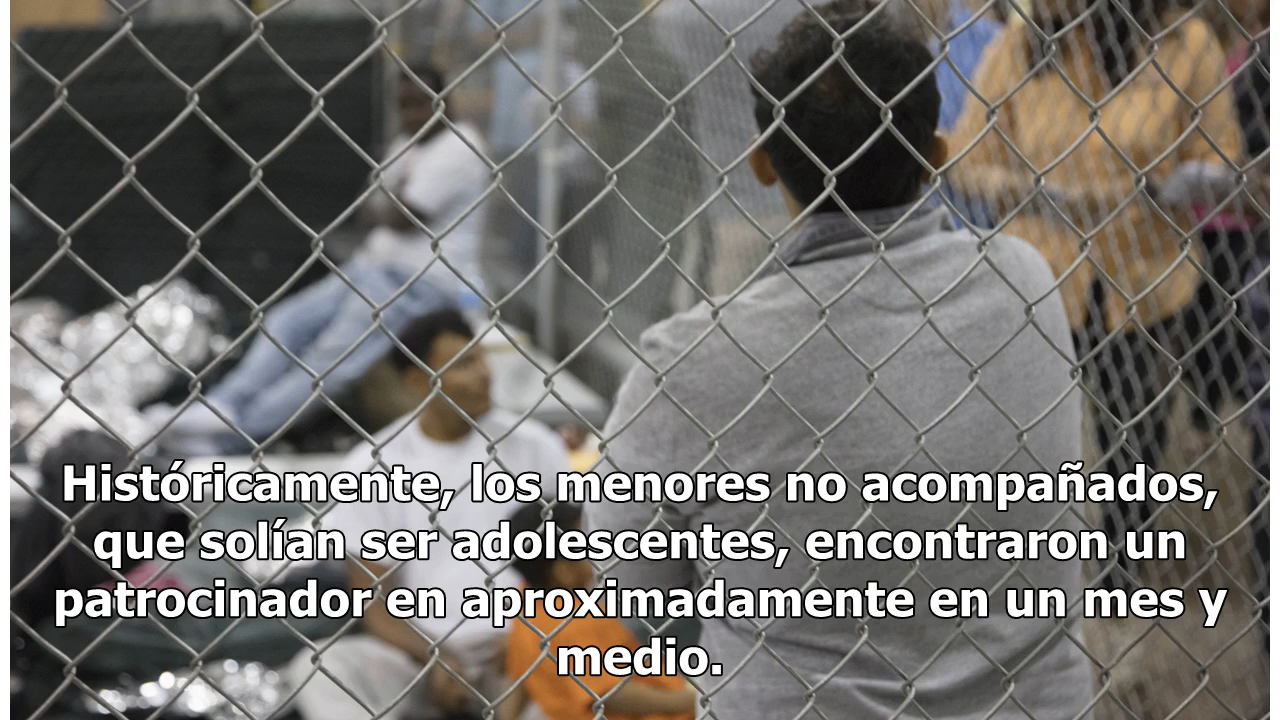 Históricamente, los menores no acompañados,
que solían ser adolescentes, encontraron un
patrocinador en aproximadamente en un mes y
medio.